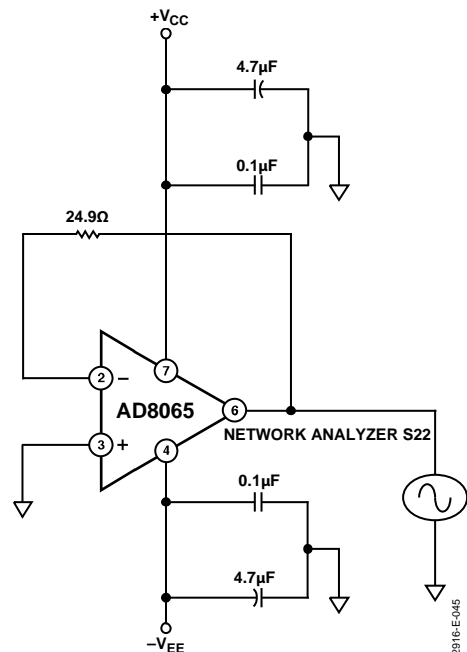 +VCC
4.7µF
0.1µF
24.9Ω
7
2 –
AD8065
6
3 +
NETWORK ANALYZER S22
4
0.1µF
4.7µF
–VEE
2916-E-045